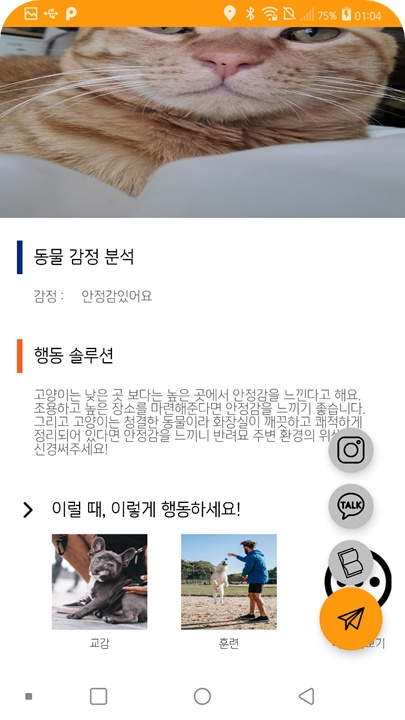 75% 01:04
동물 감정 분석
감정 : 안정감있어요
행동 솔루션
고양이는 낮은 곳 보다는 높은 곳에서 안정감을 느낀다고 해요.
조용하고 높은 장소를 마련해준다면 안정감을 느끼기 좋습니다.
그리고 고양이는 청결한 동물이라 화장실이 깨끗하고 쾌적하게
정리되어 있다면 안정감을 느끼니 반려묘 주변 환경의
신경써주세요!
TALK
이럴 때, 이렇게 행동하세요!
교감 훈련